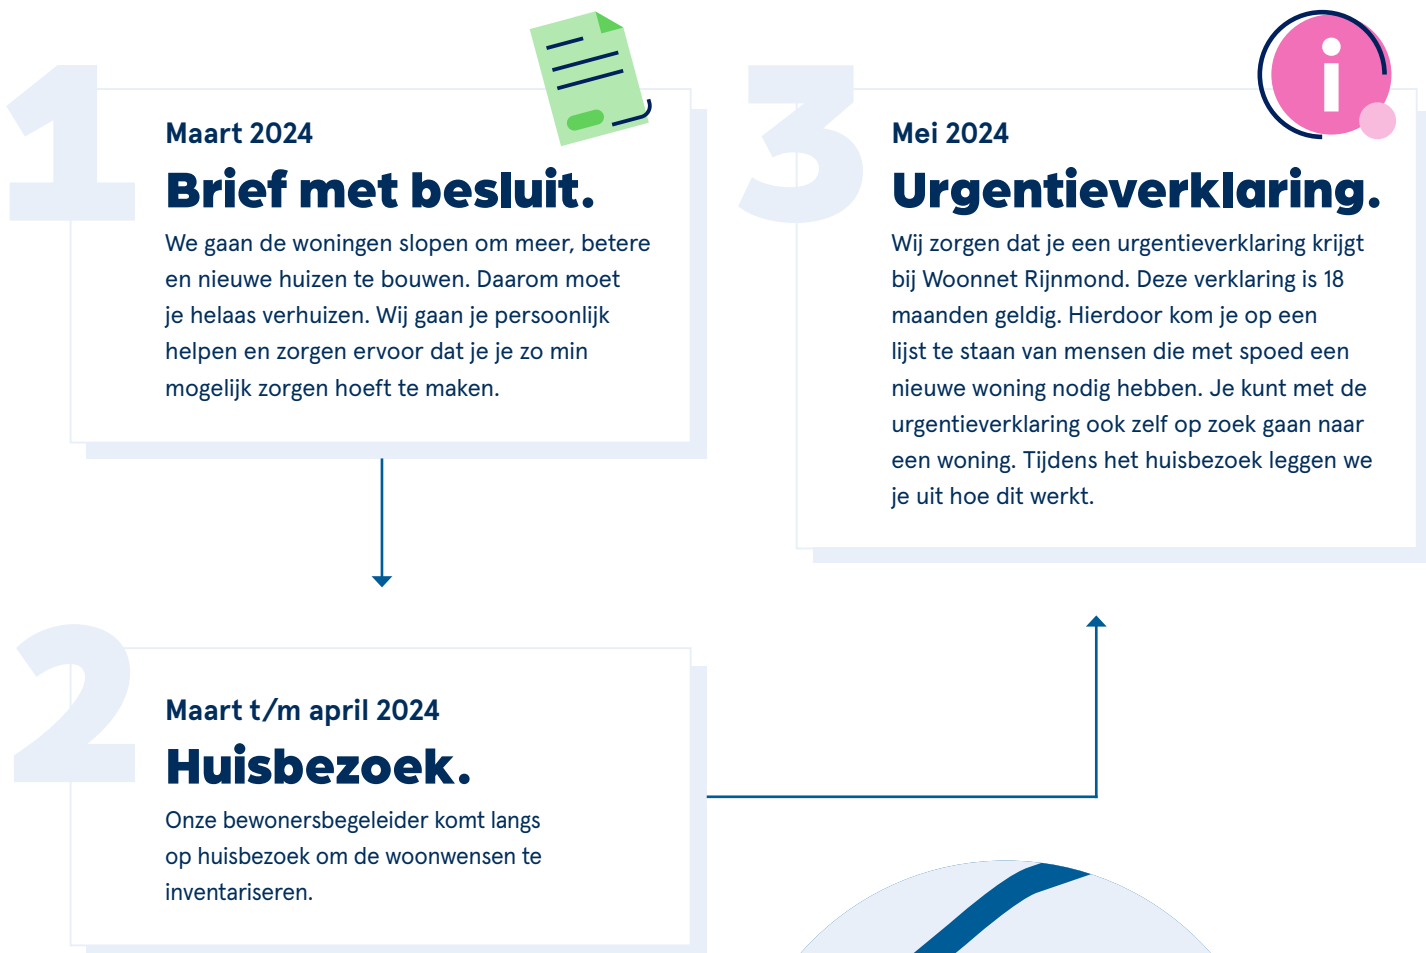 1
Maart 2024
Brief met besluit.
We gaan de woningen slopen om meer, betere
en nieuwe huizen te bouwen. Daarom moet
je helaas verhuizen. Wij gaan je persoonlijk
helpen en zorgen ervoor dat je je zo min
mogelijk zorgen hoeft te maken.
2
Maart t/m april 2024
Huisbezoek.
Onze bewonersbegeleider komt langs
op huisbezoek om de woonwensen te
inventariseren.
3
i
Mei 2024
Urgentieverklaring.
Wij zorgen dat je een urgentieverklaring krijgt
bij Woonnet Rijnmond. Deze verklaring is 18
maanden geldig. Hierdoor kom je op een
lijst te staan van mensen die met spoed een
nieuwe woning nodig hebben. Je kunt met de
urgentieverklaring ook zelf op zoek gaan naar
een woning. Tijdens het huisbezoek leggen we
je uit hoe dit werkt.